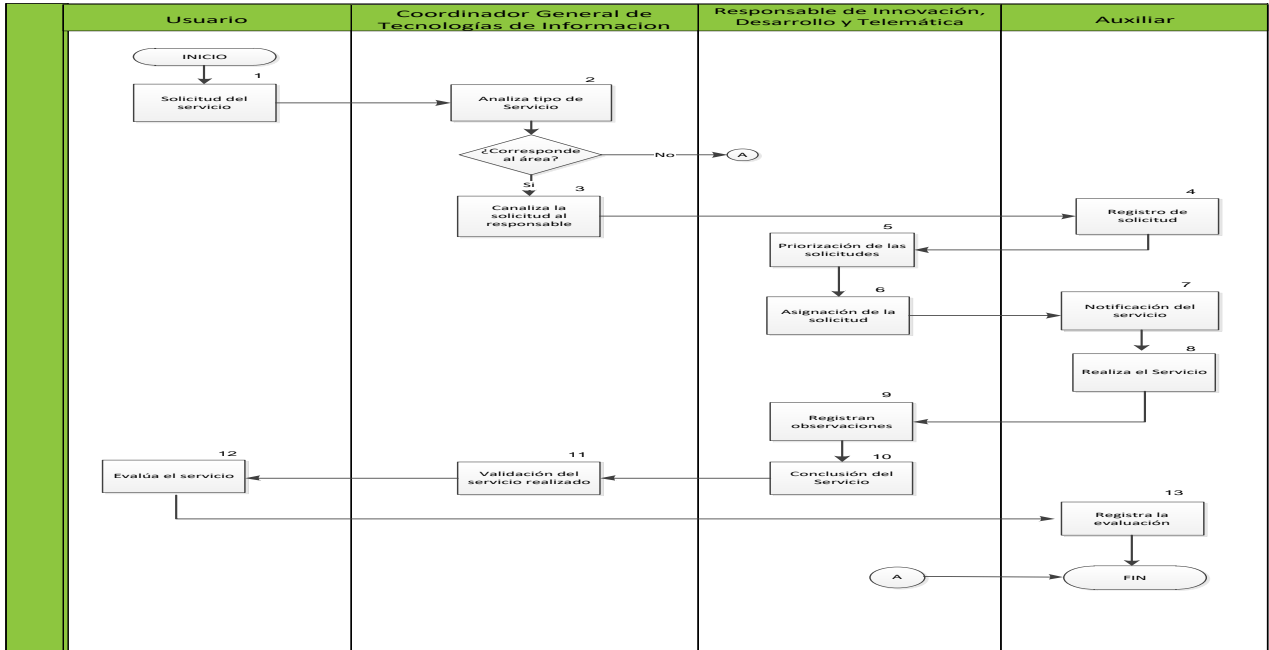 Usuario
Coordinador General de
Tecnologías de Informacion
Responsable de Innovación,
Desarrollo y Telemática
Auxiliar
INICIO
1
Solicitud del
servicio
2
Analiza tipo de
Servicio
¿Corresponde
al área?
No
A
Si
3
Canaliza la
solicitud al
responsable
4
Registro de
solicitud
5
Priorización de las
solicitudes
6
Asignación de la
solicitud
7
Notificación del
servicio
8
Realiza el Servicio
9
Registran
observaciones
10
Conclusión del
Servicio
11
Validación del
servicio realizado
12
Evalúa el servicio
13
Registra la
evaluación
A
FIN